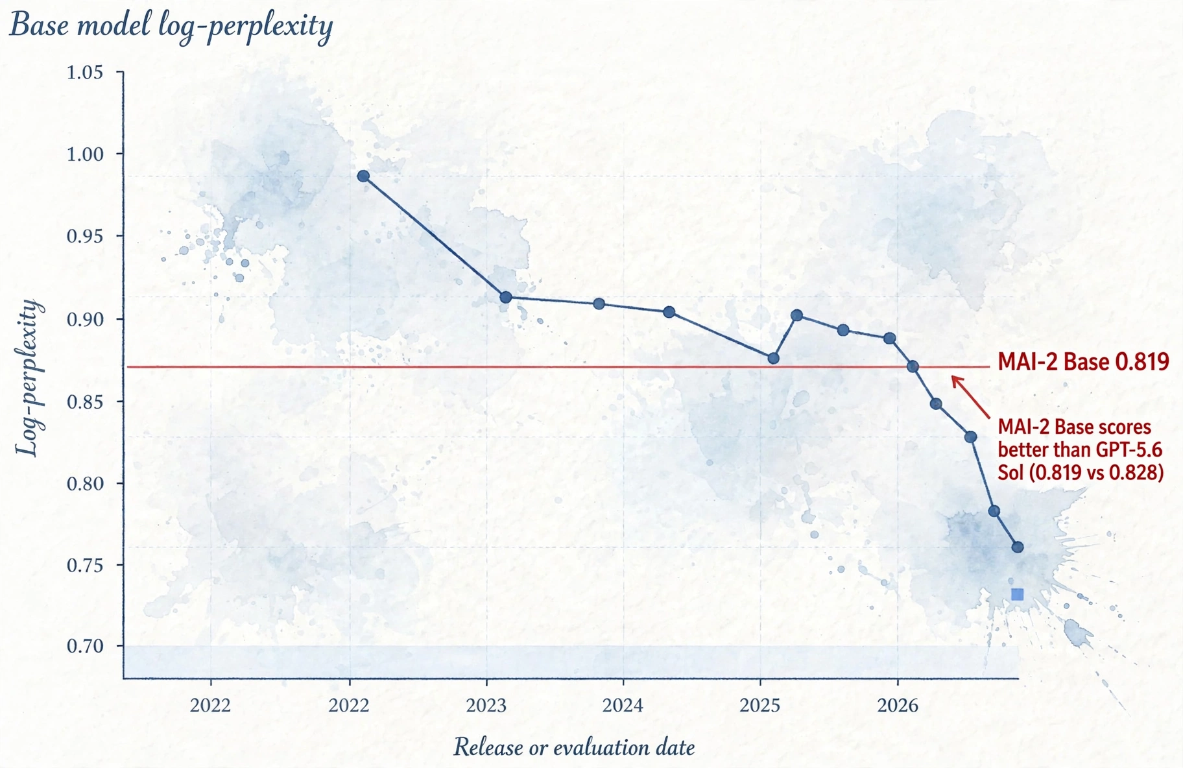 Base model log-perplexity
1.05
1.00
0.95
0.90
0.85
0.80
0.75
0.70
Log-perplexity
MAI-2 Base 0.819
MAI-2 Base scores
better than GPT-5.6
Sol (0.819 vs 0.828)
2022 2022 2023 2024 2025 2026
Release or evaluation date